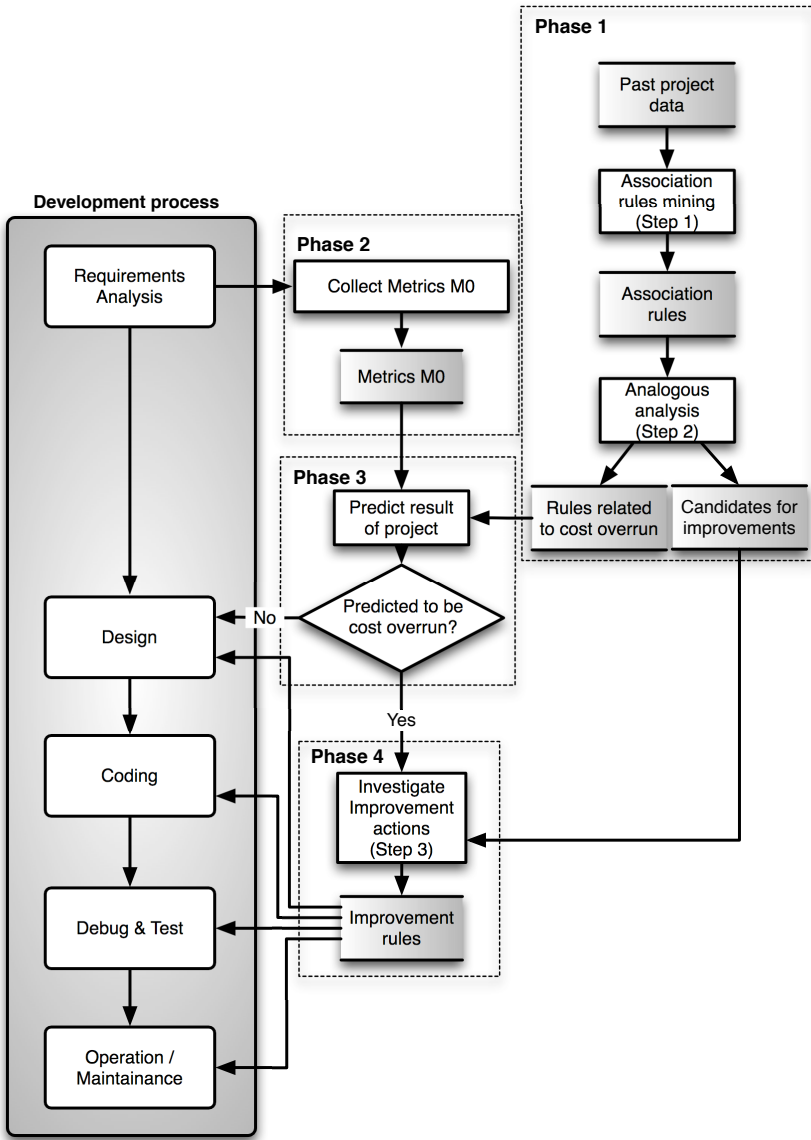 Phase 1
Past project
data
Association
rules mining
(Step 1)
Association
rules
Analogous
analysis
(Step 2)
Rules related
to cost overrun
Candidates for
improvements
Development process
Requirements
Analysis
Design
Coding
Debug & Test
Operation /
Maintainance
Phase 2
Collect Metrics M0
Metrics M0
Phase 3
Predict result
of project
Predicted to be
cost overrun?
No
Yes
Phase 4
Investigate
Improvement
actions
(Step 3)
Improvement
rules